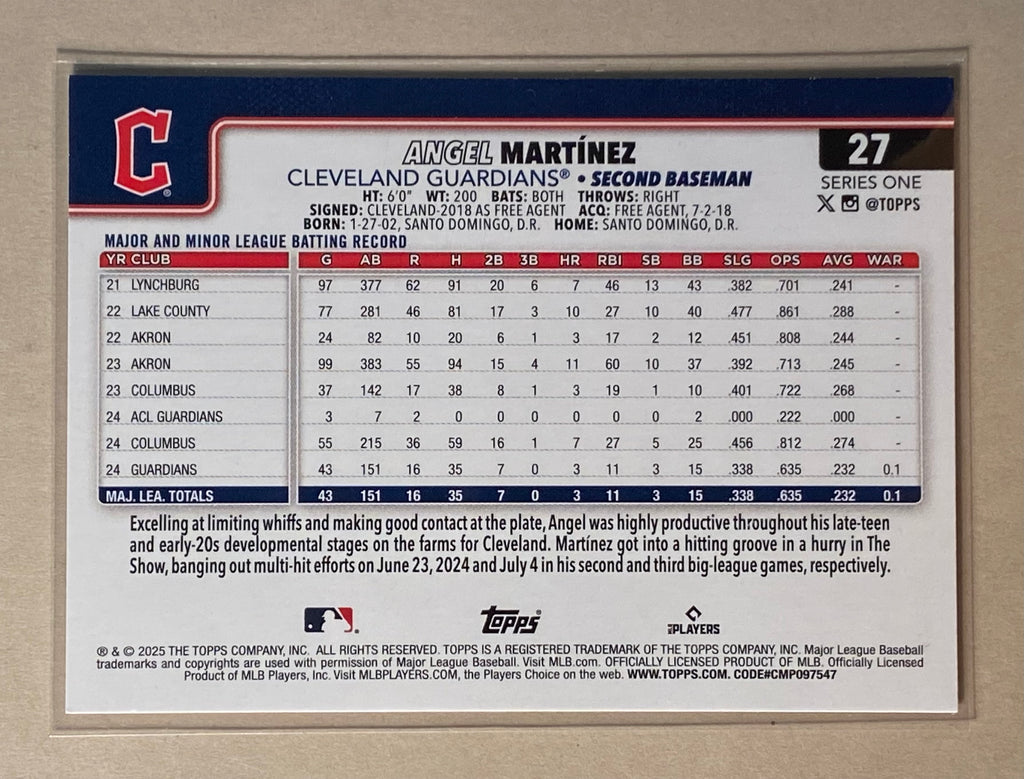 C
ANGEL MARTÍNEZ
27
CLEVELAND GUARDIANS® • SECOND BASEMAN
SERIES ONE
HT: 6'0" WT: 200 BATS: BOTH THROWS: RIGHT
SIGNED: CLEVELAND-2018 AS FREE AGENT ACQ: FREE AGENT, 7-2-18
X @TOPPS
BORN: 1-27-02, SANTO DOMINGO, D.R. HOME: SANTO DOMINGO, D.R.
MAJOR AND MINOR LEAGUE BATTING RECORD
YR CLUB G AB R H 2B 3B HR RBI SB BB SLG OPS AVG WAR
21 LYNCHBURG 97 377 62 91 20 6 7 46 13 43 .382 .701 .241 -
22 LAKE COUNTY 77 281 46 81 17 3 10 27 10 40 .477 .861 .288 -
22 AKRON 24 82 10 20 6 1 3 17 2 12 .451 .808 .244 -
23 AKRON 99 383 55 94 15 4 11 60 10 37 .392 .713 .245 -
23 COLUMBUS 37 142 17 38 8 1 3 19 1 10 .401 .722 .268 -
24 ACL GUARDIANS 3 7 2 0 0 0 0 0 0 2 .000 .222 .000 -
24 COLUMBUS 55 215 36 59 16 1 7 27 5 25 .456 .812 .274 -
24 GUARDIANS 43 151 16 35 7 0 3 11 3 15 .338 .635 .232 0.1
MAJ. LEA. TOTALS 43 151 16 35 7 0 3 11 3 15 .338 .635 .232 0.1
Excelling at limiting whiffs and making good contact at the plate, Angel was highly productive throughout his late-teen
and early-20s developmental stages on the farms for Cleveland. Martínez got into a hitting groove in a hurry in The
Show, banging out multi-hit efforts on June 23, 2024 and July 4 in his second and third big-league games, respectively.
Topps®
MLB PLAYERS
® & © 2025 THE TOPPS COMPANY, INC. ALL RIGHTS RESERVED. TOPPS IS A REGISTERED TRADEMARK OF THE TOPPS COMPANY, INC. Major League Baseball
trademarks and copyrights are used with permission of Major League Baseball. Visit MLB.com. OFFICIALLY LICENSED PRODUCT OF MLB. Officially Licensed
Product of MLB Players, Inc. Visit MLBPLAYERS.COM, the Players Choice on the web. WWW.TOPPS.COM. CODE#CMP097547